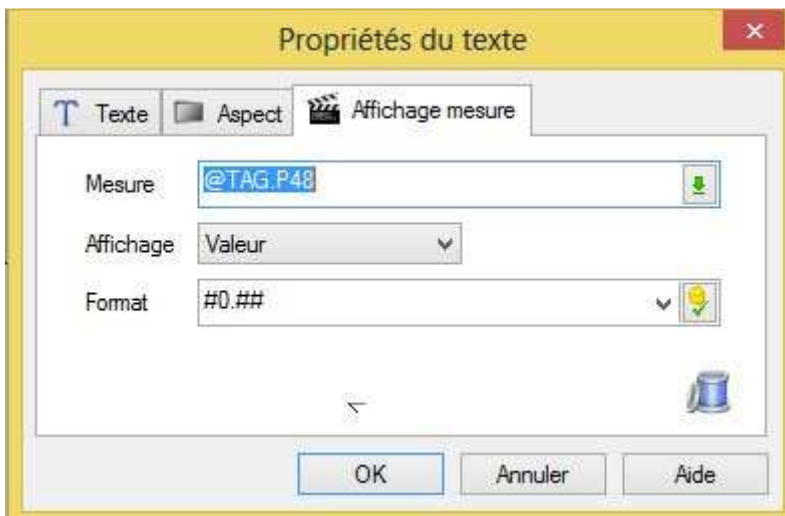 Propriétés du texte
Texte Aspect Affichage mesure
Mesure @TAG.P48
Affichage Valeur
Format #0.##
OK Annuler Aide